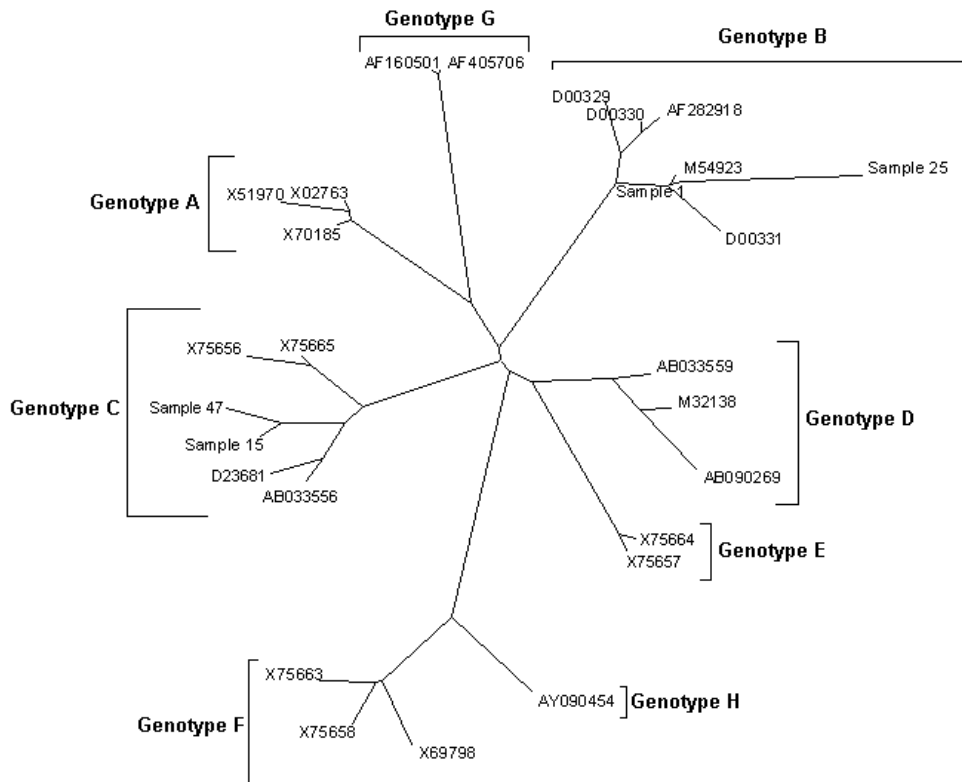 Genotype G
AF160501 AF405706
Genotype B
D00329
D00330
AF282918
M54923
Sample 25
Sample 1
D00331
Genotype A
X51970 X02763
X70185
Genotype C
X75656
X75665
Sample 47
Sample 15
D23681
AB033556
AB033559
M32138
AB090269
Genotype D
X75664
X75657
Genotype E
X75663
Genotype F
X75658
X69798
AY090454
Genotype H